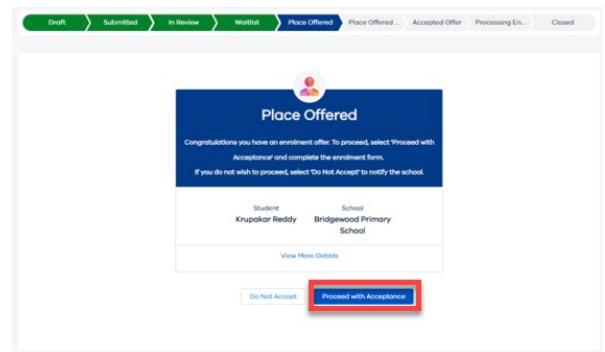 Draft Submitted In Review Waitlist Place Offered Place Offered ... Accepted Offer Processing En... Closed
Place Offered
Congratulations you have an enrolment offer. To proceed, select 'Proceed with
Acceptance' and complete the enrolment form.
If you do not wish to proceed, select 'Do Not Accept' to notify the school.
Student School
Krupakar Reddy Bridgewood Primary
School
View More Details
Do Not Accept Proceed with Acceptance